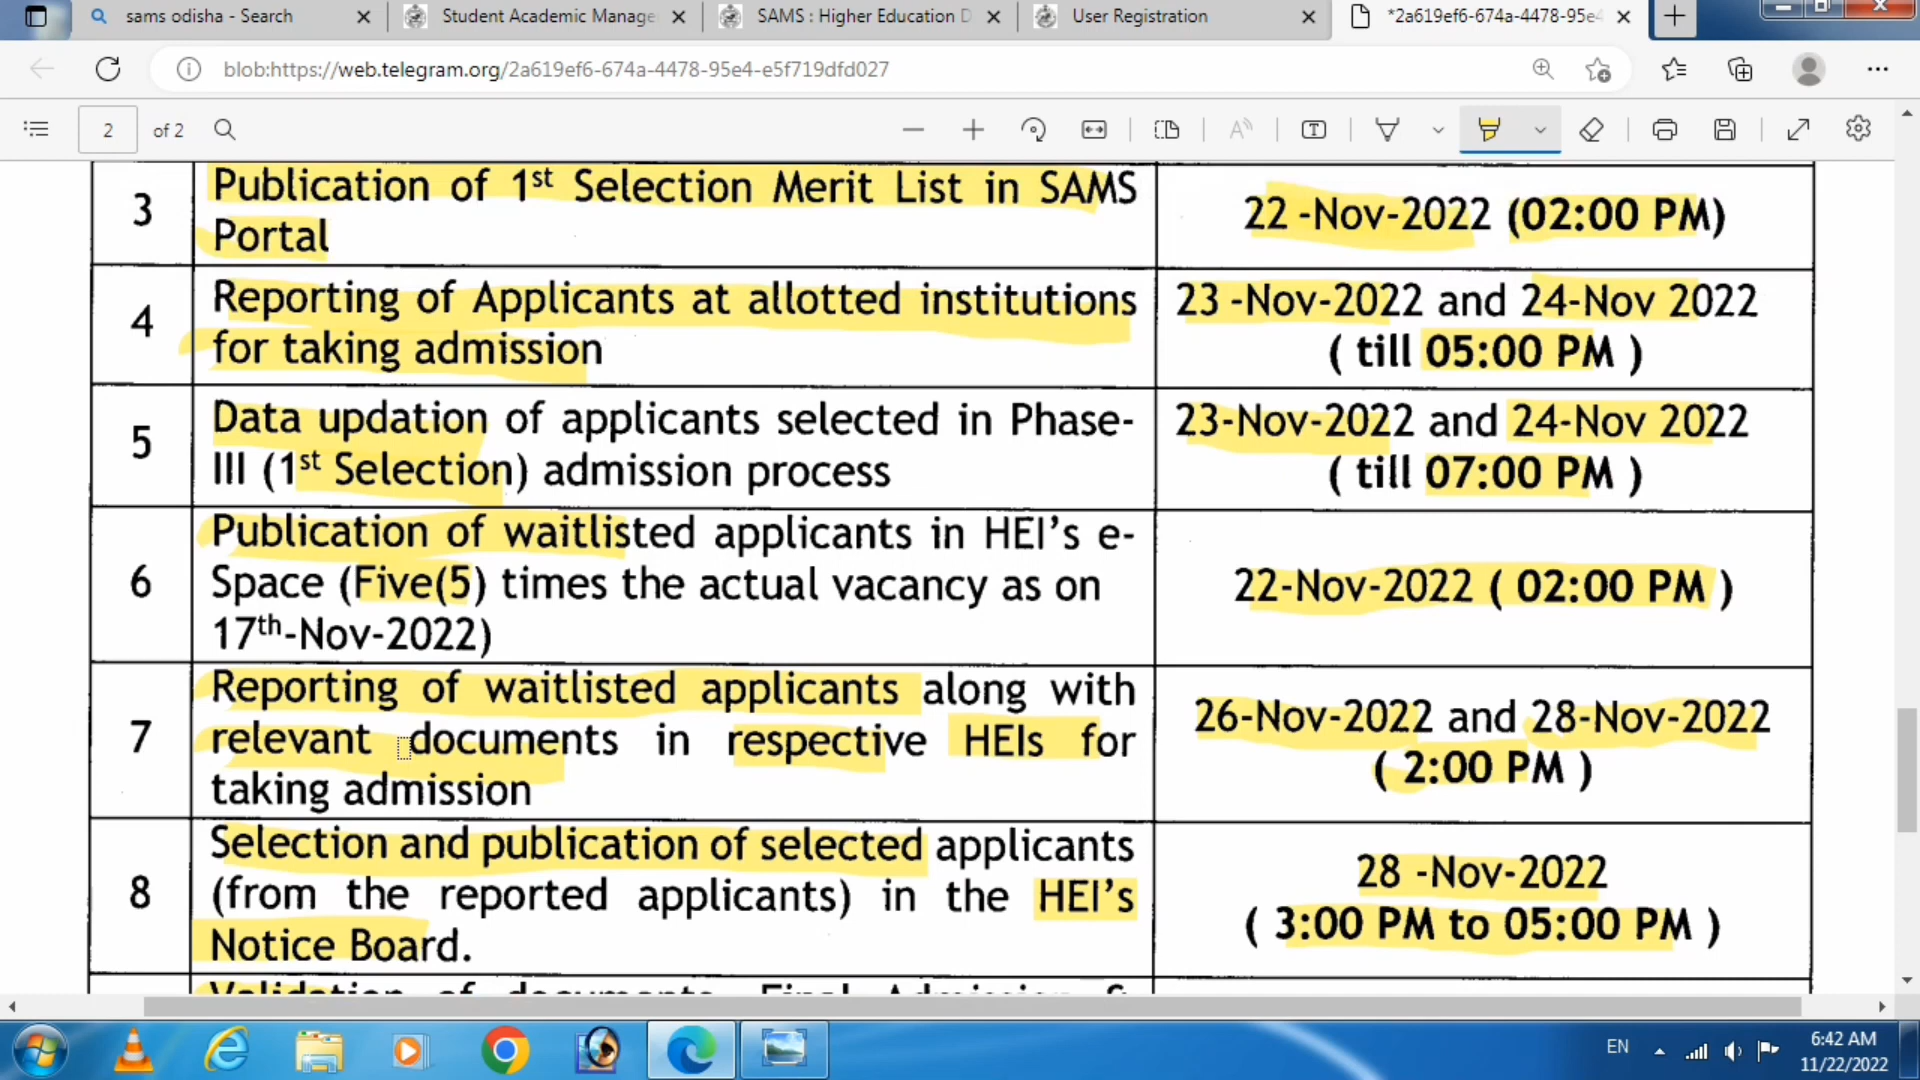 sams odisha - Search
Student Academic Manage
SAMS : Higher Education D
User Registration
*2a619ef6-674a-4478-95e4-
blob:https://web.telegram.org/2a619ef6-674a-4478-95e4-e5f719dfd027
2 of 2
3
Publication of 1st Selection Merit List in SAMS
Portal
22 -Nov-2022 (02:00 PM)
4
Reporting of Applicants at allotted institutions
for taking admission
23 -Nov-2022 and 24-Nov 2022
( till 05:00 PM )
5
Data updation of applicants selected in Phase-
III (1st Selection) admission process
23-Nov-2022 and 24-Nov 2022
( till 07:00 PM )
6
Publication of waitlisted applicants in HEI's e-
Space (Five(5) times the actual vacancy as on
17th-Nov-2022)
22-Nov-2022 ( 02:00 PM )
7
Reporting of waitlisted applicants along with
relevant documents in respective HEIs for
taking admission
26-Nov-2022 and 28-Nov-2022
( 2:00 PM )
8
Selection and publication of selected applicants
(from the reported applicants) in the HEI's
Notice Board.
28 -Nov-2022
( 3:00 PM to 05:00 PM )
Validation of documents, Final Admission &
EN
6:42 AM
11/22/2022